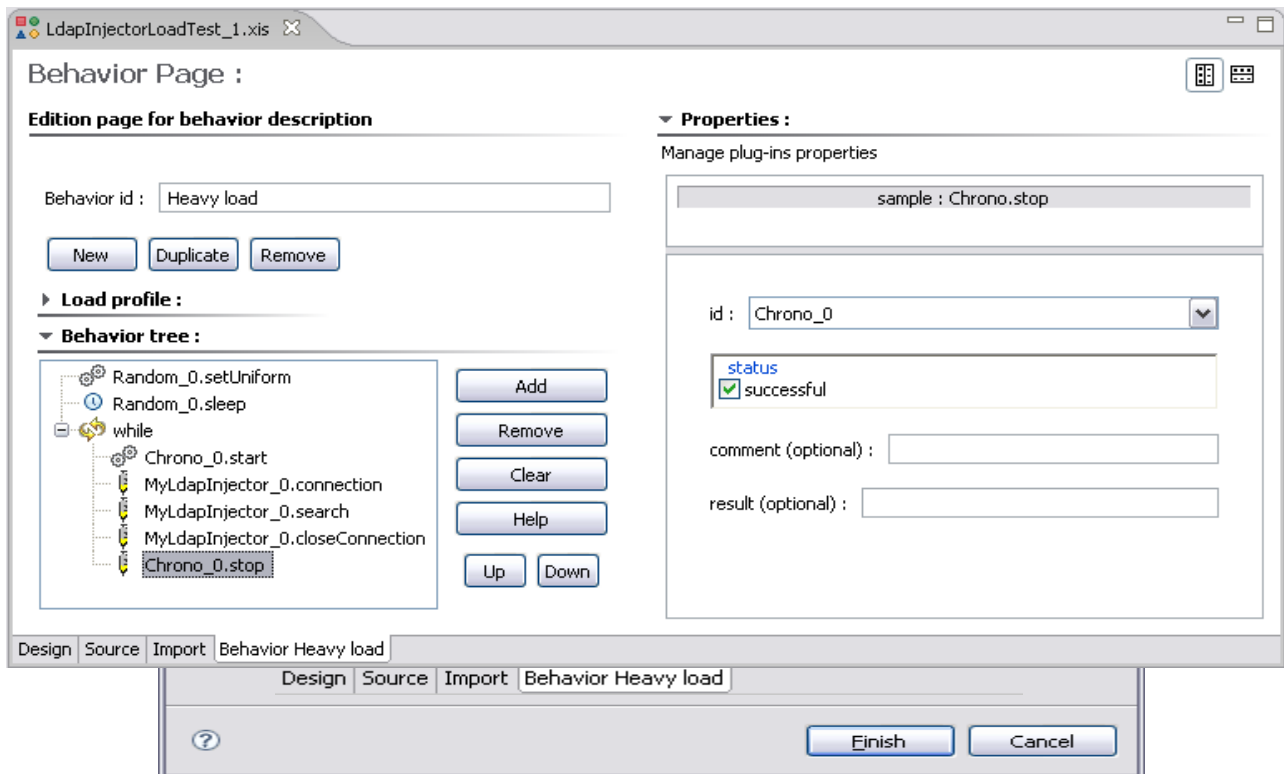 LdapInjectorLoadTest_1.xis
Behavior Page :
Edition page for behavior description
Behavior id : Heavy load
New Duplicate Remove
Load profile :
Behavior tree :
Random_0.setUniform
Random_0.sleep
while
Chrono_0.start
MyLdapInjector_0.connection
MyLdapInjector_0.search
MyLdapInjector_0.closeConnection
Chrono_0.stop
Add
Remove
Clear
Help
Up Down
Properties :
Manage plug-ins properties
sample : Chrono.stop
id : Chrono_0
status
successful
comment (optional) :
result (optional) :
Design Source Import Behavior Heavy load
Design Source Import Behavior Heavy load
? Finish Cancel